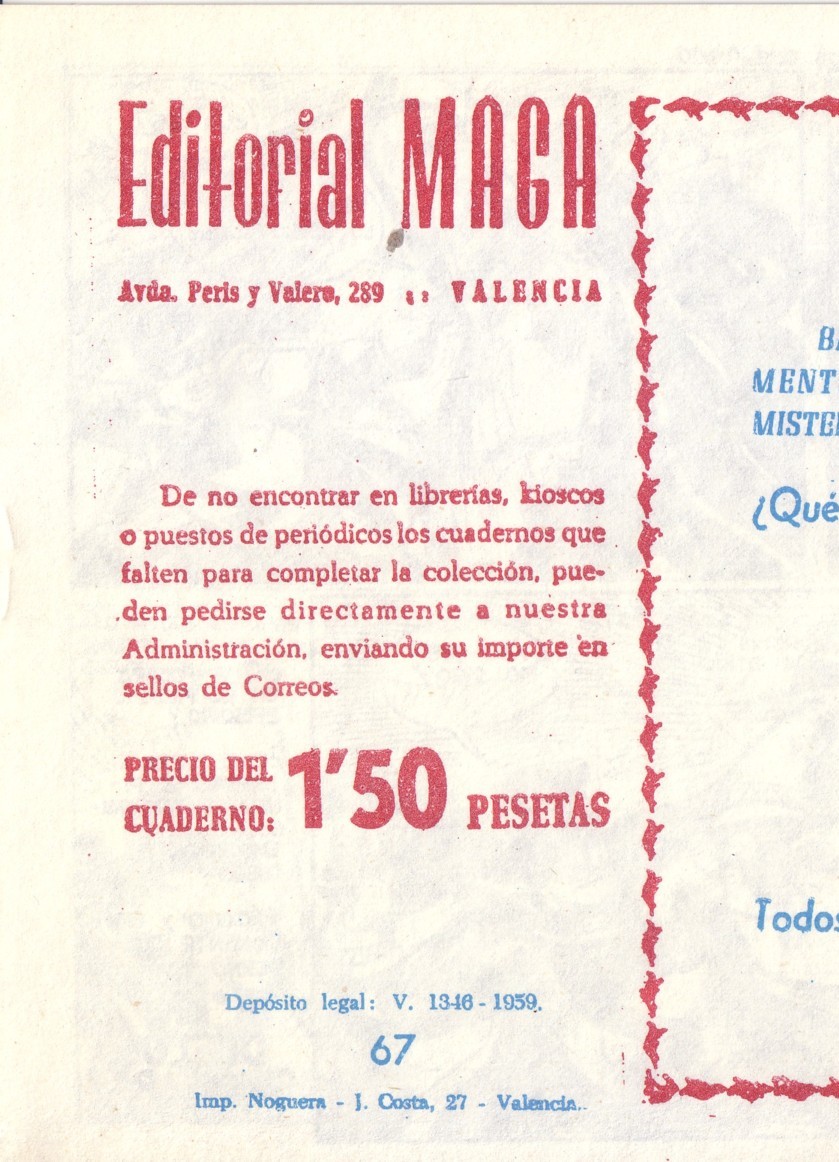 Editorial MAGA
Avda. Peris y Valero, 289 :: VALENCIA
De no encontrar en librerías, kioscos
o puestos de periódicos los cuadernos que
falten para completar la colección, pue-
den pedirse directamente a nuestra
Administración, enviando su importe en
sellos de Correos.
PRECIO DEL
CUADERNO: 1'50 PESETAS
Depósito legal: V. 1346 - 1959.
67
Imp. Noguera - J. Costa, 27 - Valencia.
MENT
¿Qué
Todos